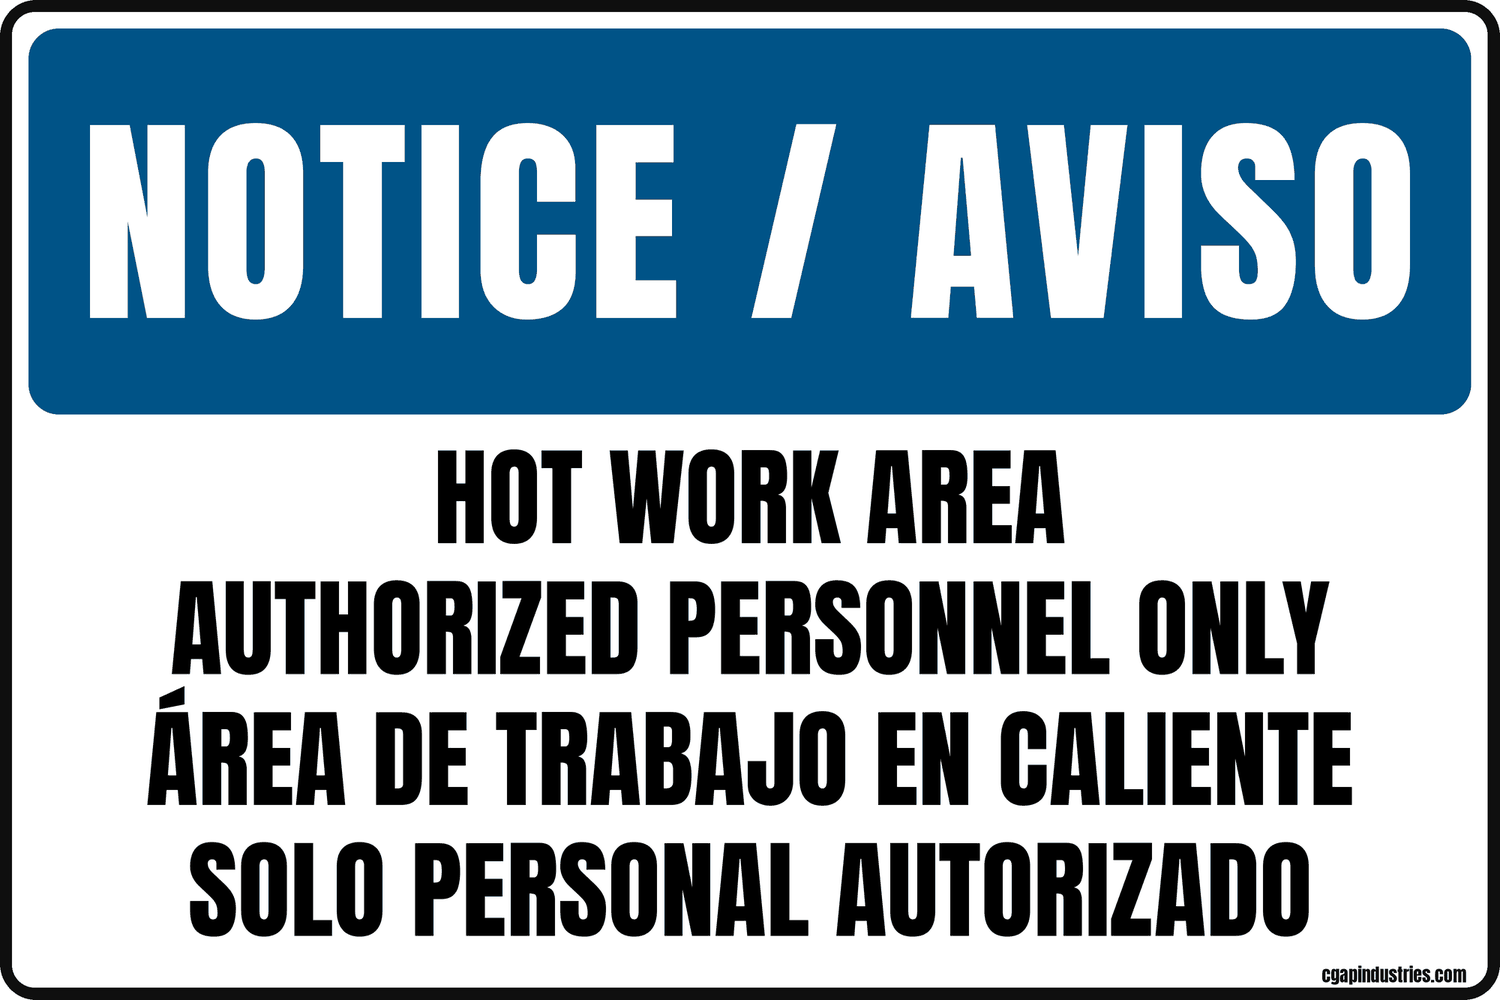 NOTICE / AVISO
HOT WORK AREA
AUTHORIZED PERSONNEL ONLY
ÁREA DE TRABAJO EN CALIENTE
SOLO PERSONAL AUTORIZADO
cgapindustries.com